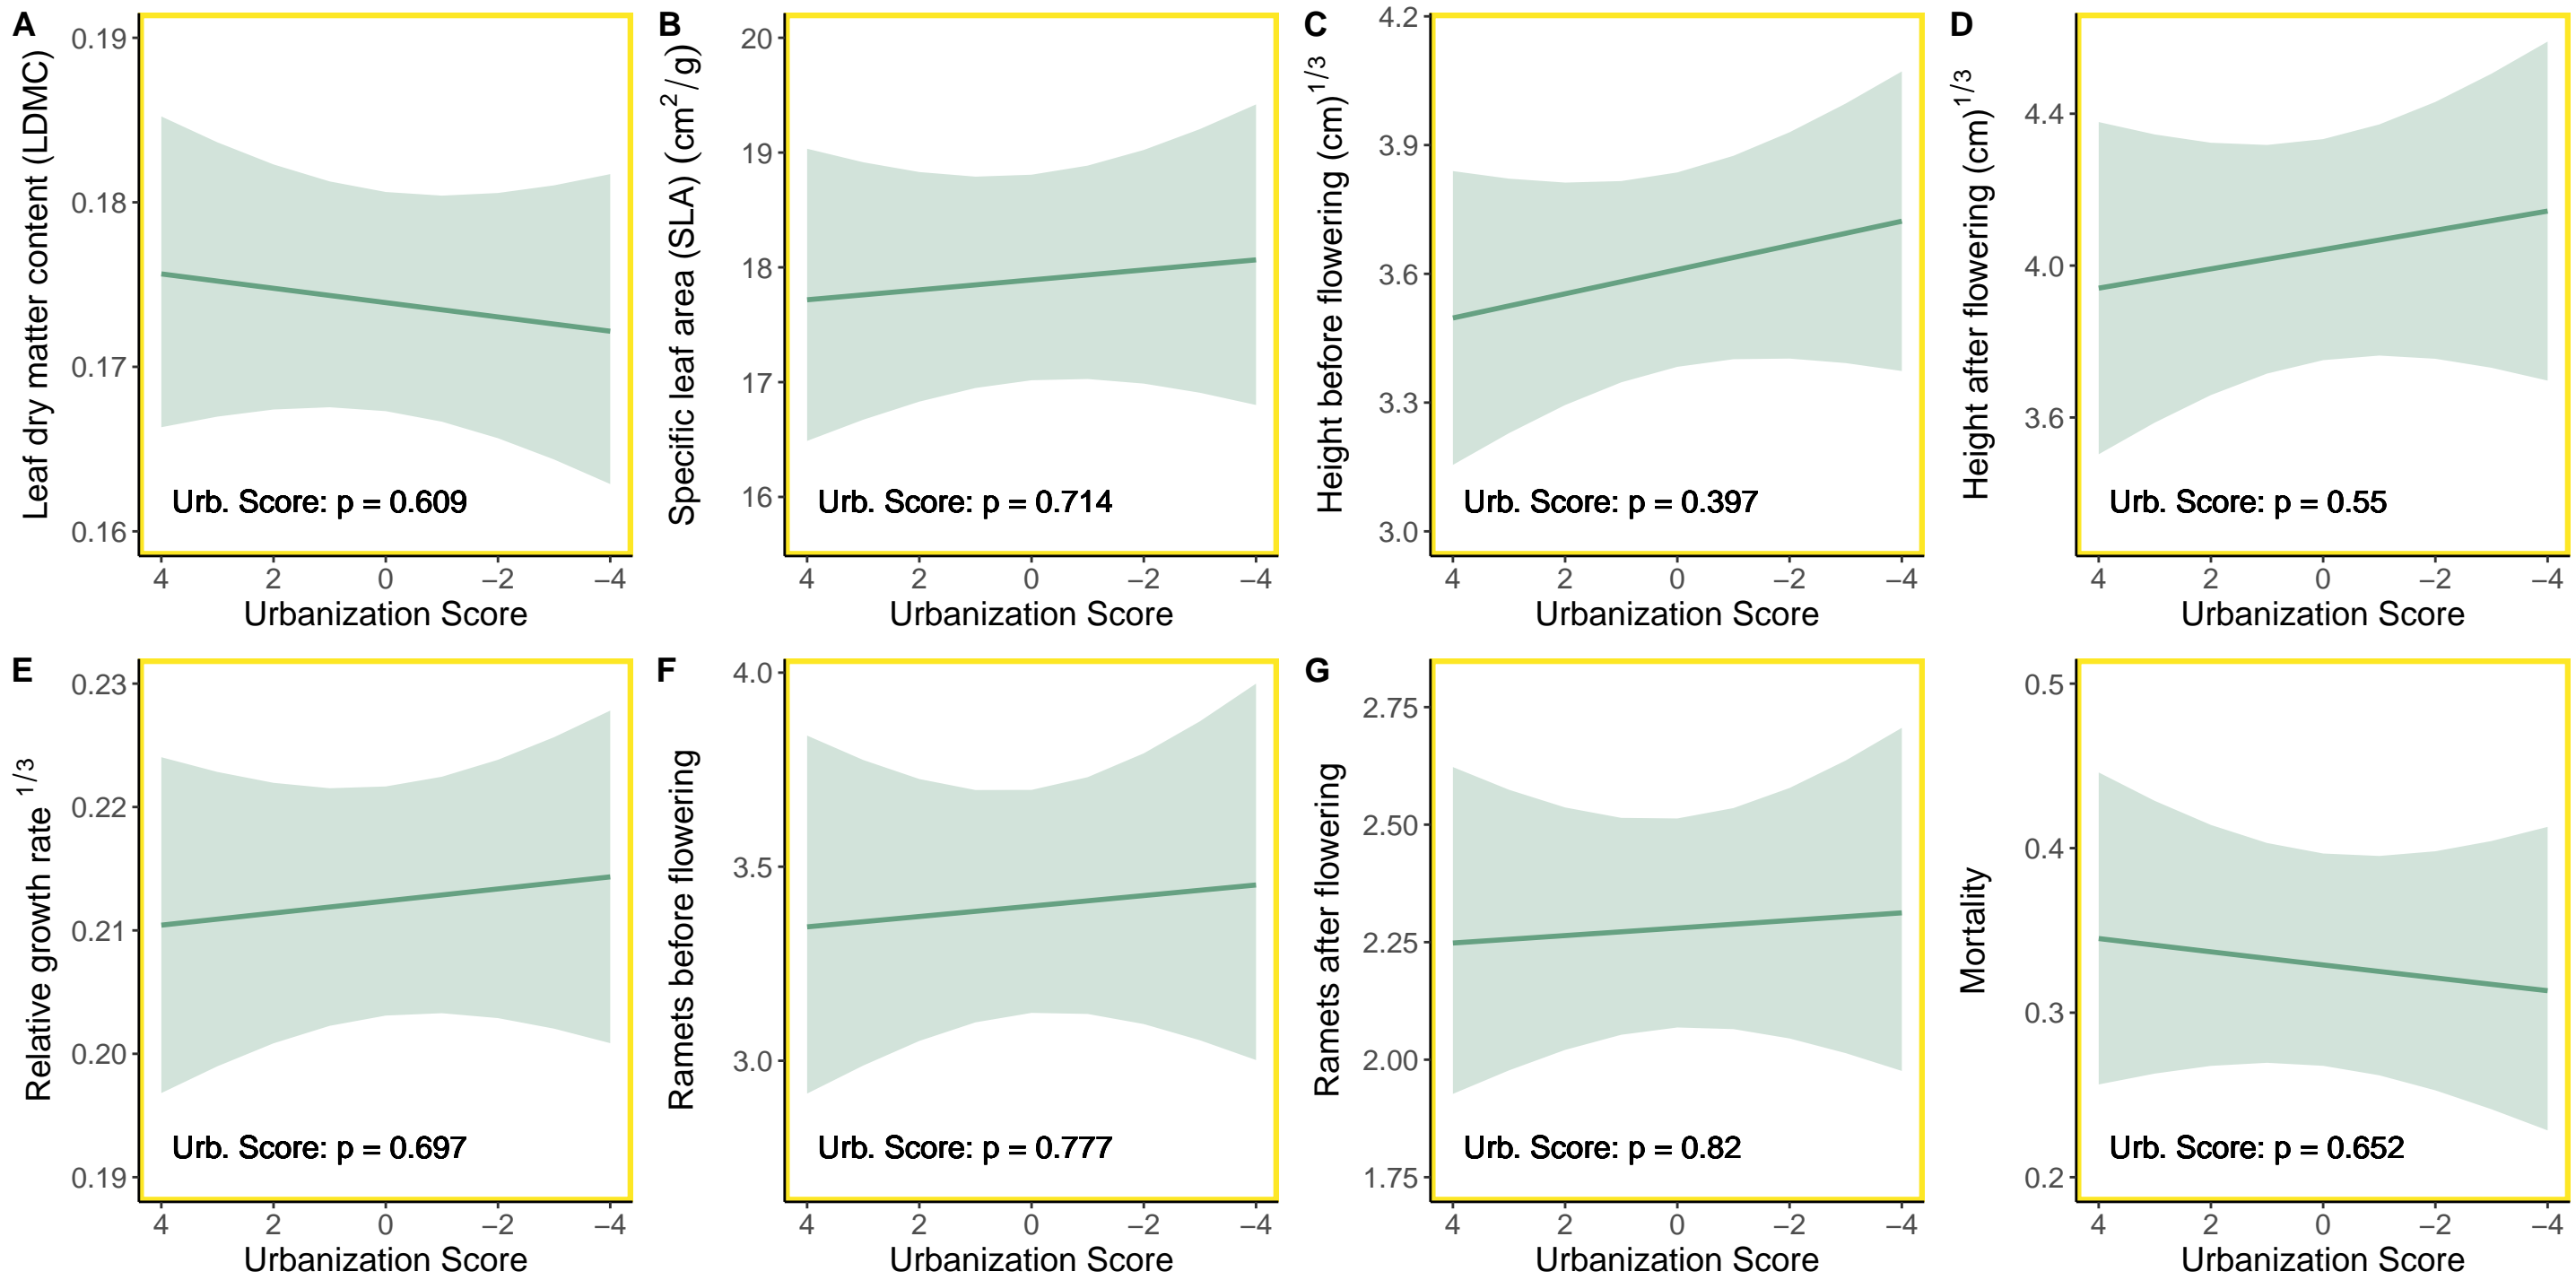 A
Leaf dry matter content (LDMC)
0.19
0.18
0.17
0.16
Urb. Score: p = 0.609
4 2 0 −2 −4
Urbanization Score
B
Specific leaf area (SLA) (cm²/g)
20
19
18
17
16
Urb. Score: p = 0.714
4 2 0 −2 −4
Urbanization Score
C
Height before flowering (cm)^1/3
4.2
3.9
3.6
3.3
3.0
Urb. Score: p = 0.397
4 2 0 −2 −4
Urbanization Score
D
Height after flowering (cm)^1/3
4.4
4.0
3.6
Urb. Score: p = 0.55
4 2 0 −2 −4
Urbanization Score
E
Relative growth rate ^1/3
0.23
0.22
0.21
0.20
0.19
Urb. Score: p = 0.697
4 2 0 −2 −4
Urbanization Score
F
Ramets before flowering
4.0
3.5
3.0
Urb. Score: p = 0.777
4 2 0 −2 −4
Urbanization Score
G
Ramets after flowering
2.75
2.50
2.25
2.00
1.75
Urb. Score: p = 0.82
4 2 0 −2 −4
Urbanization Score
Mortality
0.5
0.4
0.3
0.2
Urb. Score: p = 0.652
4 2 0 −2 −4
Urbanization Score